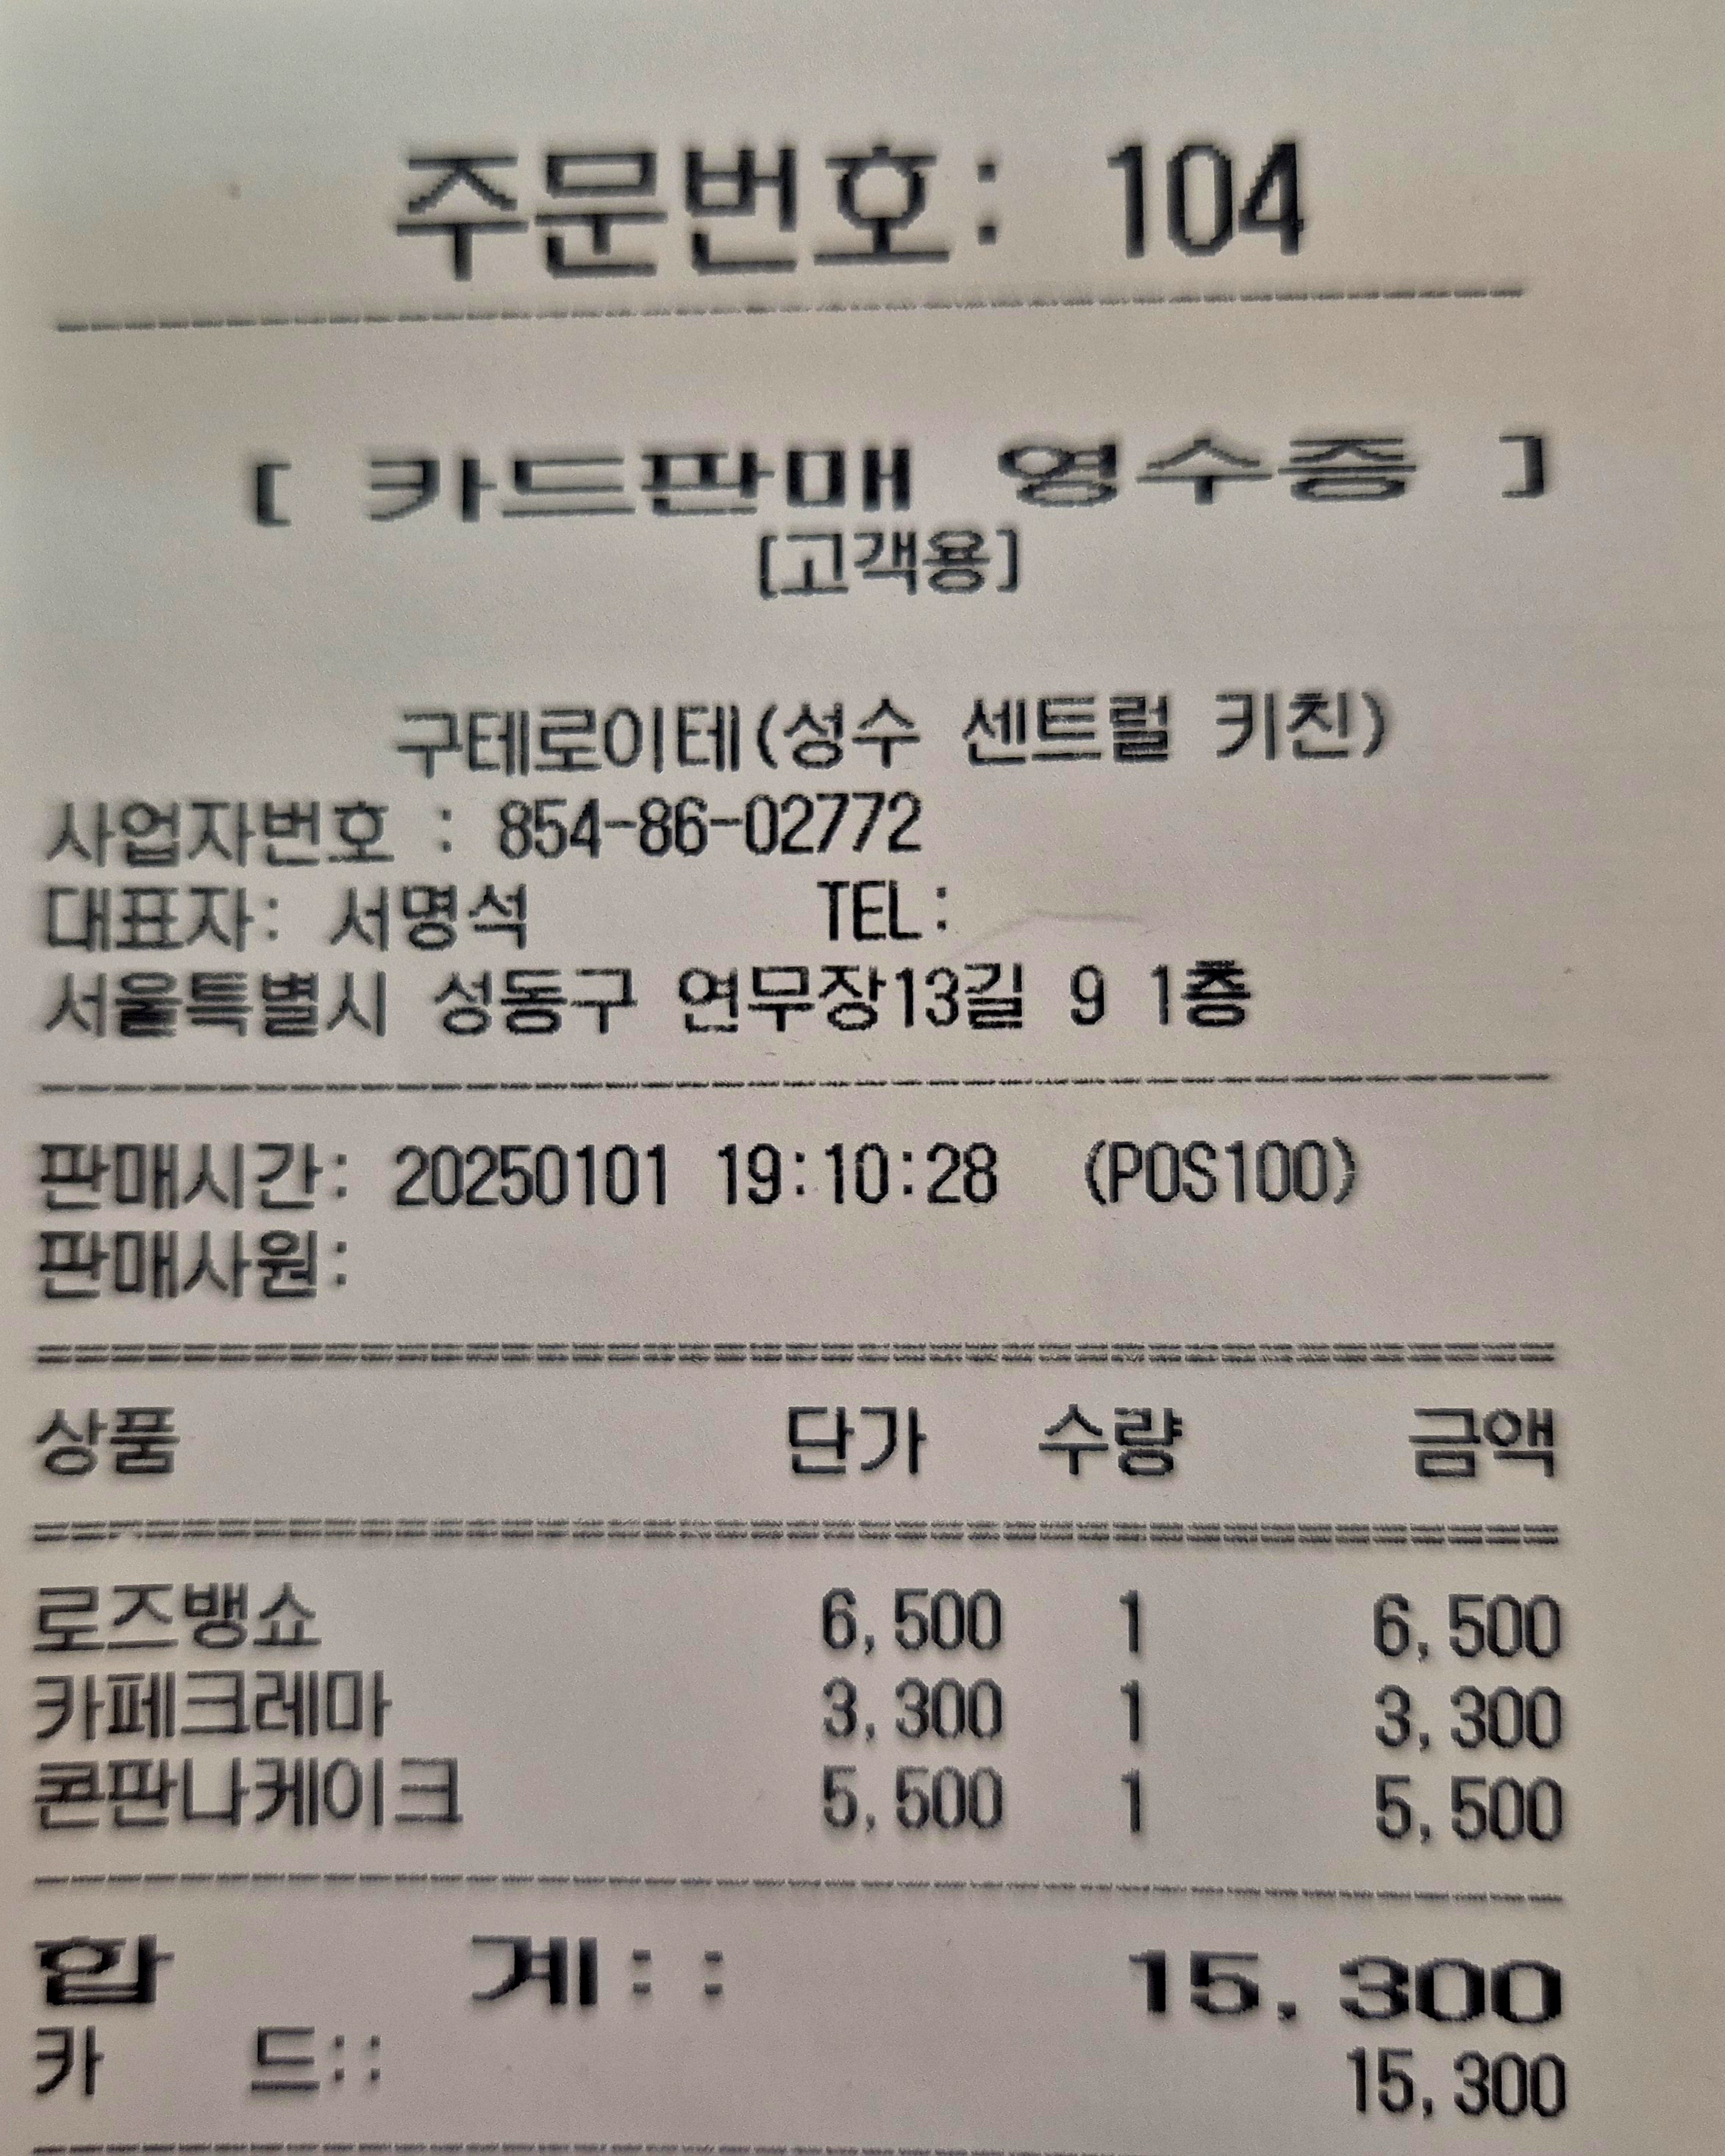 주문번호: 104
[ 카드판매 영수증 ]
[고객용]
구테로이테(성수 센트럴 키친)
사업자번호 : 854-86-02772
대표자: 서명석 TEL:
서울특별시 성동구 연무장13길 9 1층
판매시간: 20250101 19:10:28 (POS100)
판매사원:
상품 단가 수량 금액
로즈뱅쇼 6,500 1 6,500
카페크레마 3,300 1 3,300
콘판나케이크 5,500 1 5,500
합 계:: 15,300
카 드:: 15,300